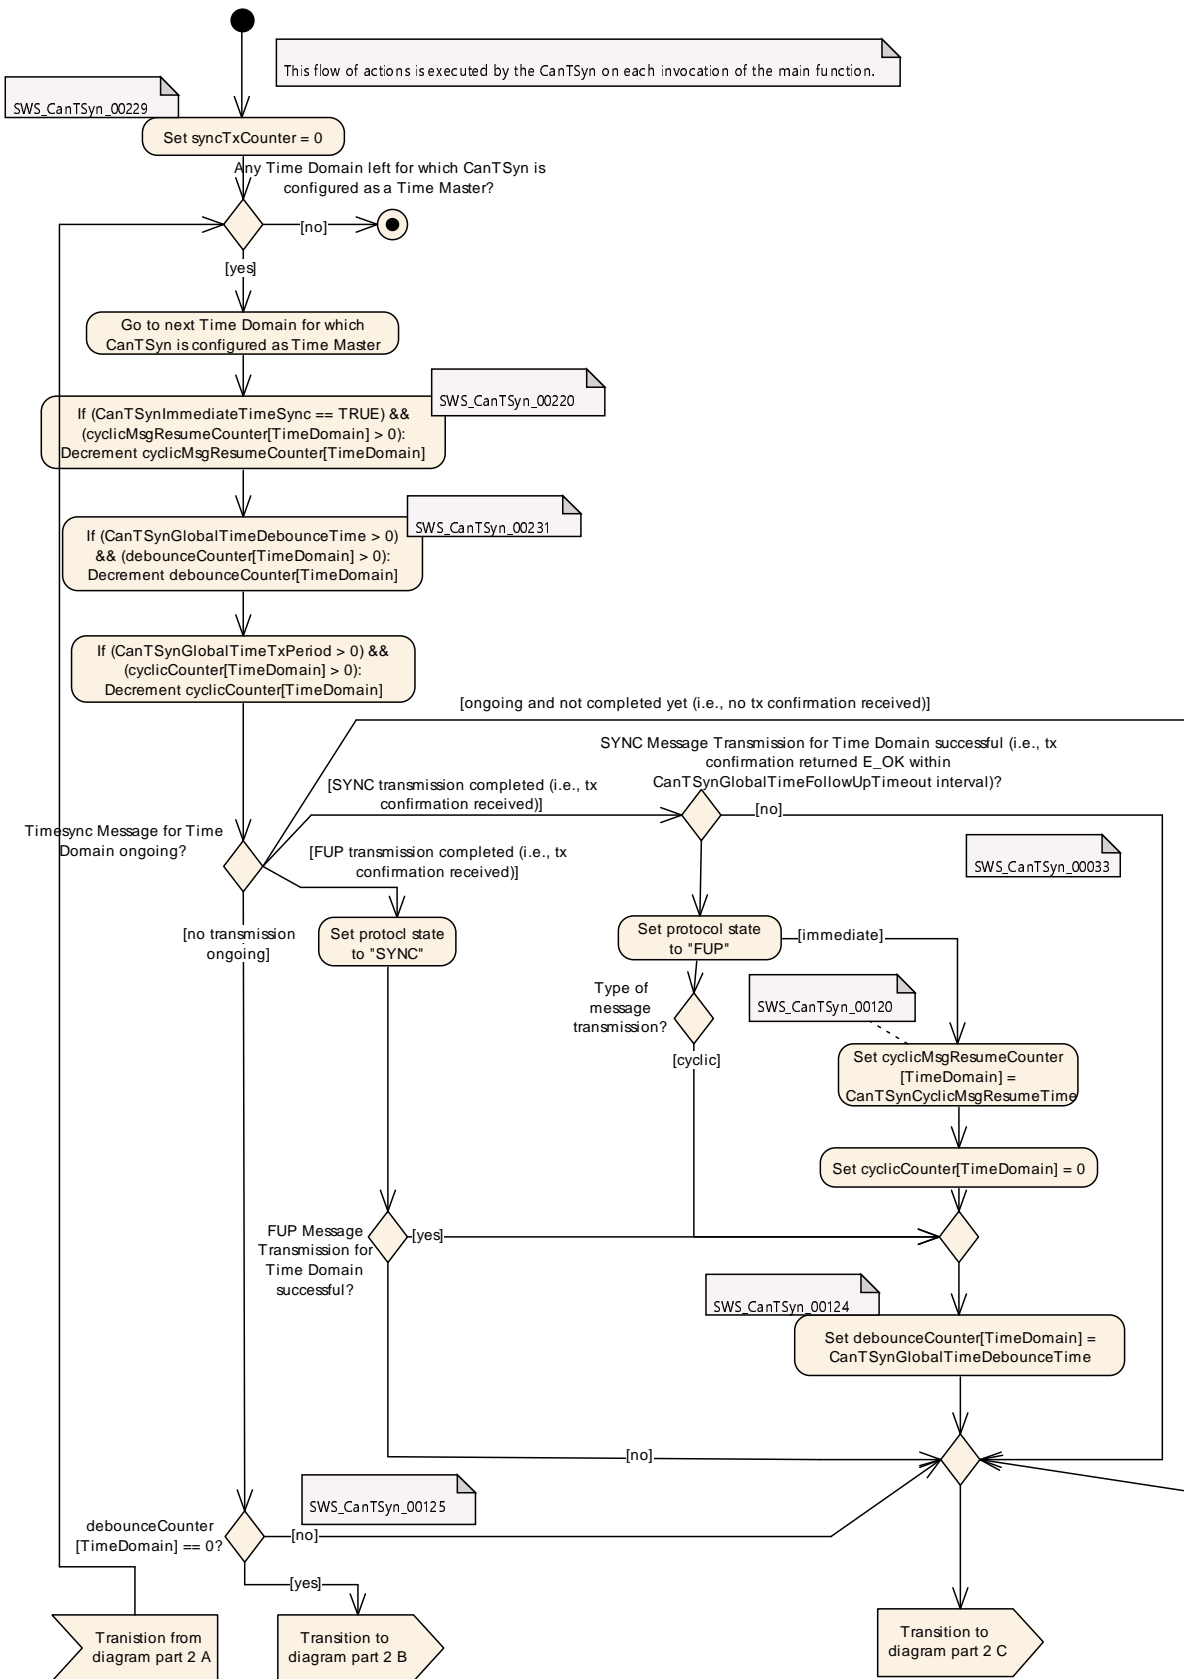 This flow of actions is executed by the CanTSyn on each invocation of the main function.
SWS_CanTSyn_00229
Set syncTxCounter = 0
Any Time Domain left for which CanTSyn is
configured as a Time Master?
[no]
[yes]
Go to next Time Domain for which
CanTSyn is configured as Time Master
SWS_CanTSyn_00220
If (CanTSynImmediateTimeSync == TRUE) &&
(cyclicMsgResumeCounter[TimeDomain] > 0):
Decrement cyclicMsgResumeCounter[TimeDomain]
SWS_CanTSyn_00231
If (CanTSynGlobalTimeDebounceTime > 0)
&& (debounceCounter[TimeDomain] > 0):
Decrement debounceCounter[TimeDomain]
If (CanTSynGlobalTimeTxPeriod > 0) &&
(cyclicCounter[TimeDomain] > 0):
Decrement cyclicCounter[TimeDomain]
[ongoing and not completed yet (i.e., no tx confirmation received)]
SYNC Message Transmission for Time Domain successful (i.e., tx
confirmation returned E_OK within
CanTSynGlobalTimeFollowUpTimeout interval)?
[SYNC transmission completed (i.e., tx
confirmation received)]
[no]
Timesync Message for Time
Domain ongoing?
[FUP transmission completed (i.e., tx
confirmation received)]
SWS_CanTSyn_00033
[no transmission
ongoing]
Set protocl state
to "SYNC"
Set protocol state
to "FUP"
[immediate]
Type of
message
transmission?
SWS_CanTSyn_00120
[cyclic]
Set cyclicMsgResumeCounter
[TimeDomain] =
CanTSynCyclicMsgResumeTime
Set cyclicCounter[TimeDomain] = 0
FUP Message
Transmission for
Time Domain
successful?
[yes]
SWS_CanTSyn_00124
Set debounceCounter[TimeDomain] =
CanTSynGlobalTimeDebounceTime
[no]
SWS_CanTSyn_00125
debounceCounter
[TimeDomain] == 0?
[no]
[yes]
Tranistion from
diagram part 2 A
Transition to
diagram part 2 B
Transition to
diagram part 2 C